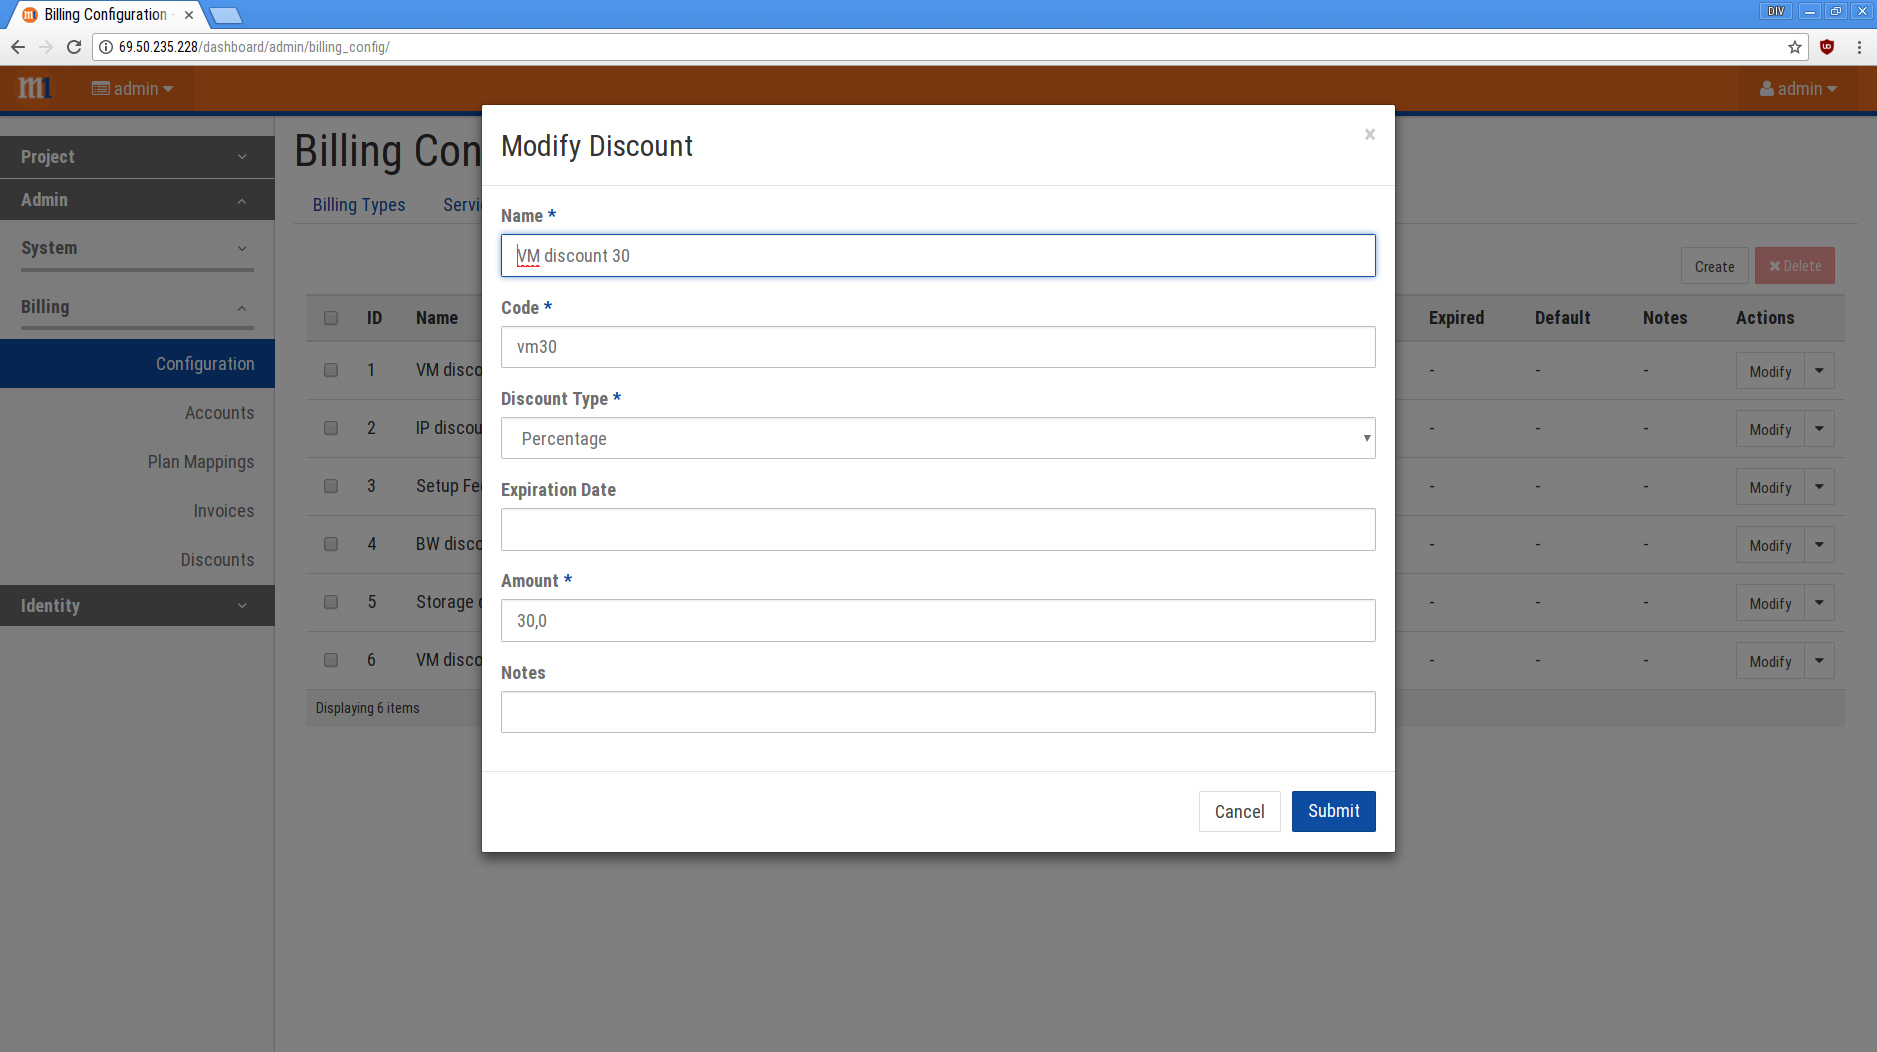 Billing Configuration -
DIV
69.50.235.228/dashboard/admin/billing_config/
m1
admin
admin
Project
Admin
System
Billing
Configuration
Accounts
Plan Mappings
Invoices
Discounts
Identity
Billing Con
Billing Types
Servi
Create
Delete
ID Name Expired Default Notes Actions
1 VM disco - - - Modify
2 IP discou - - - Modify
3 Setup Fe - - - Modify
4 BW disco - - - Modify
5 Storage - - - Modify
6 VM disco - - - Modify
Displaying 6 items
Modify Discount
×
Name *
VM discount 30
Code *
vm30
Discount Type *
Percentage
Expiration Date
Amount *
30,0
Notes
Cancel
Submit